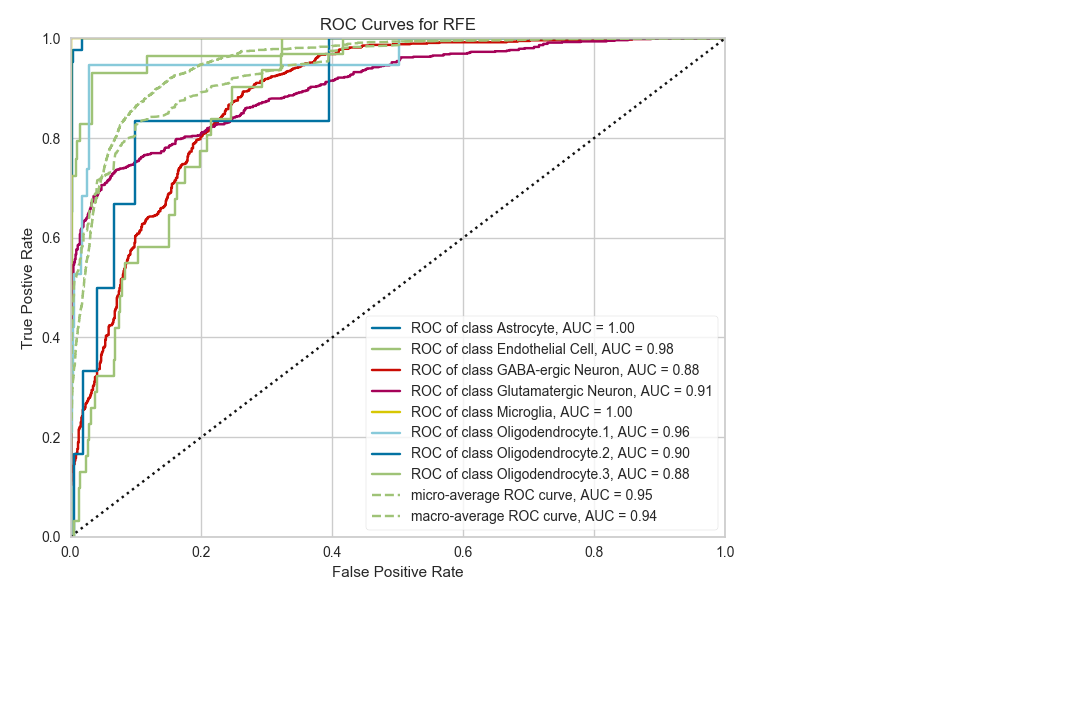 ROC Curves for RFE
1.0
0.8
0.6
0.4
0.2
0.0
True Postive Rate
ROC of class Astrocyte, AUC = 1.00
ROC of class Endothelial Cell, AUC = 0.98
ROC of class GABA-ergic Neuron, AUC = 0.88
ROC of class Glutamatergic Neuron, AUC = 0.91
ROC of class Microglia, AUC = 1.00
ROC of class Oligodendrocyte.1, AUC = 0.96
ROC of class Oligodendrocyte.2, AUC = 0.90
ROC of class Oligodendrocyte.3, AUC = 0.88
micro-average ROC curve, AUC = 0.95
macro-average ROC curve, AUC = 0.94
0.0 0.2 0.4 0.6 0.8 1.0
False Positive Rate